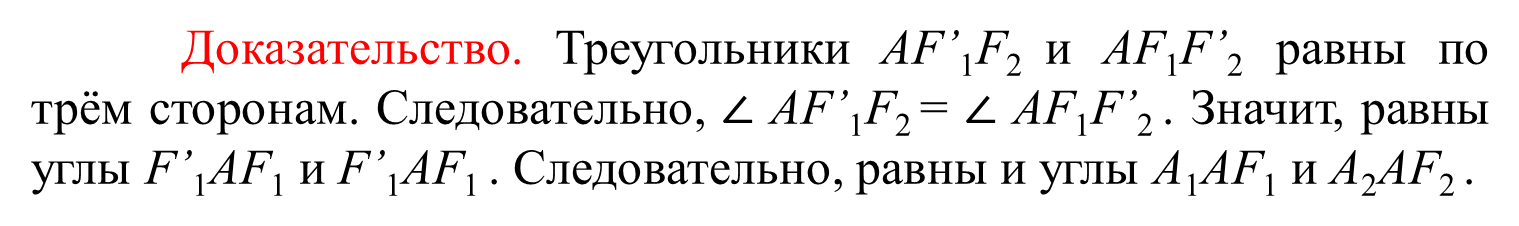 Доказательство. Треугольники AF’₁F₂ и AF₁F’₂ равны по
трём сторонам. Следовательно, ∠ AF’₁F₂ = ∠ AF₁F’₂ . Значит, равны
углы F’₁AF₁ и F’₁AF₁ . Следовательно, равны и углы A₁AF₁ и A₂AF₂ .